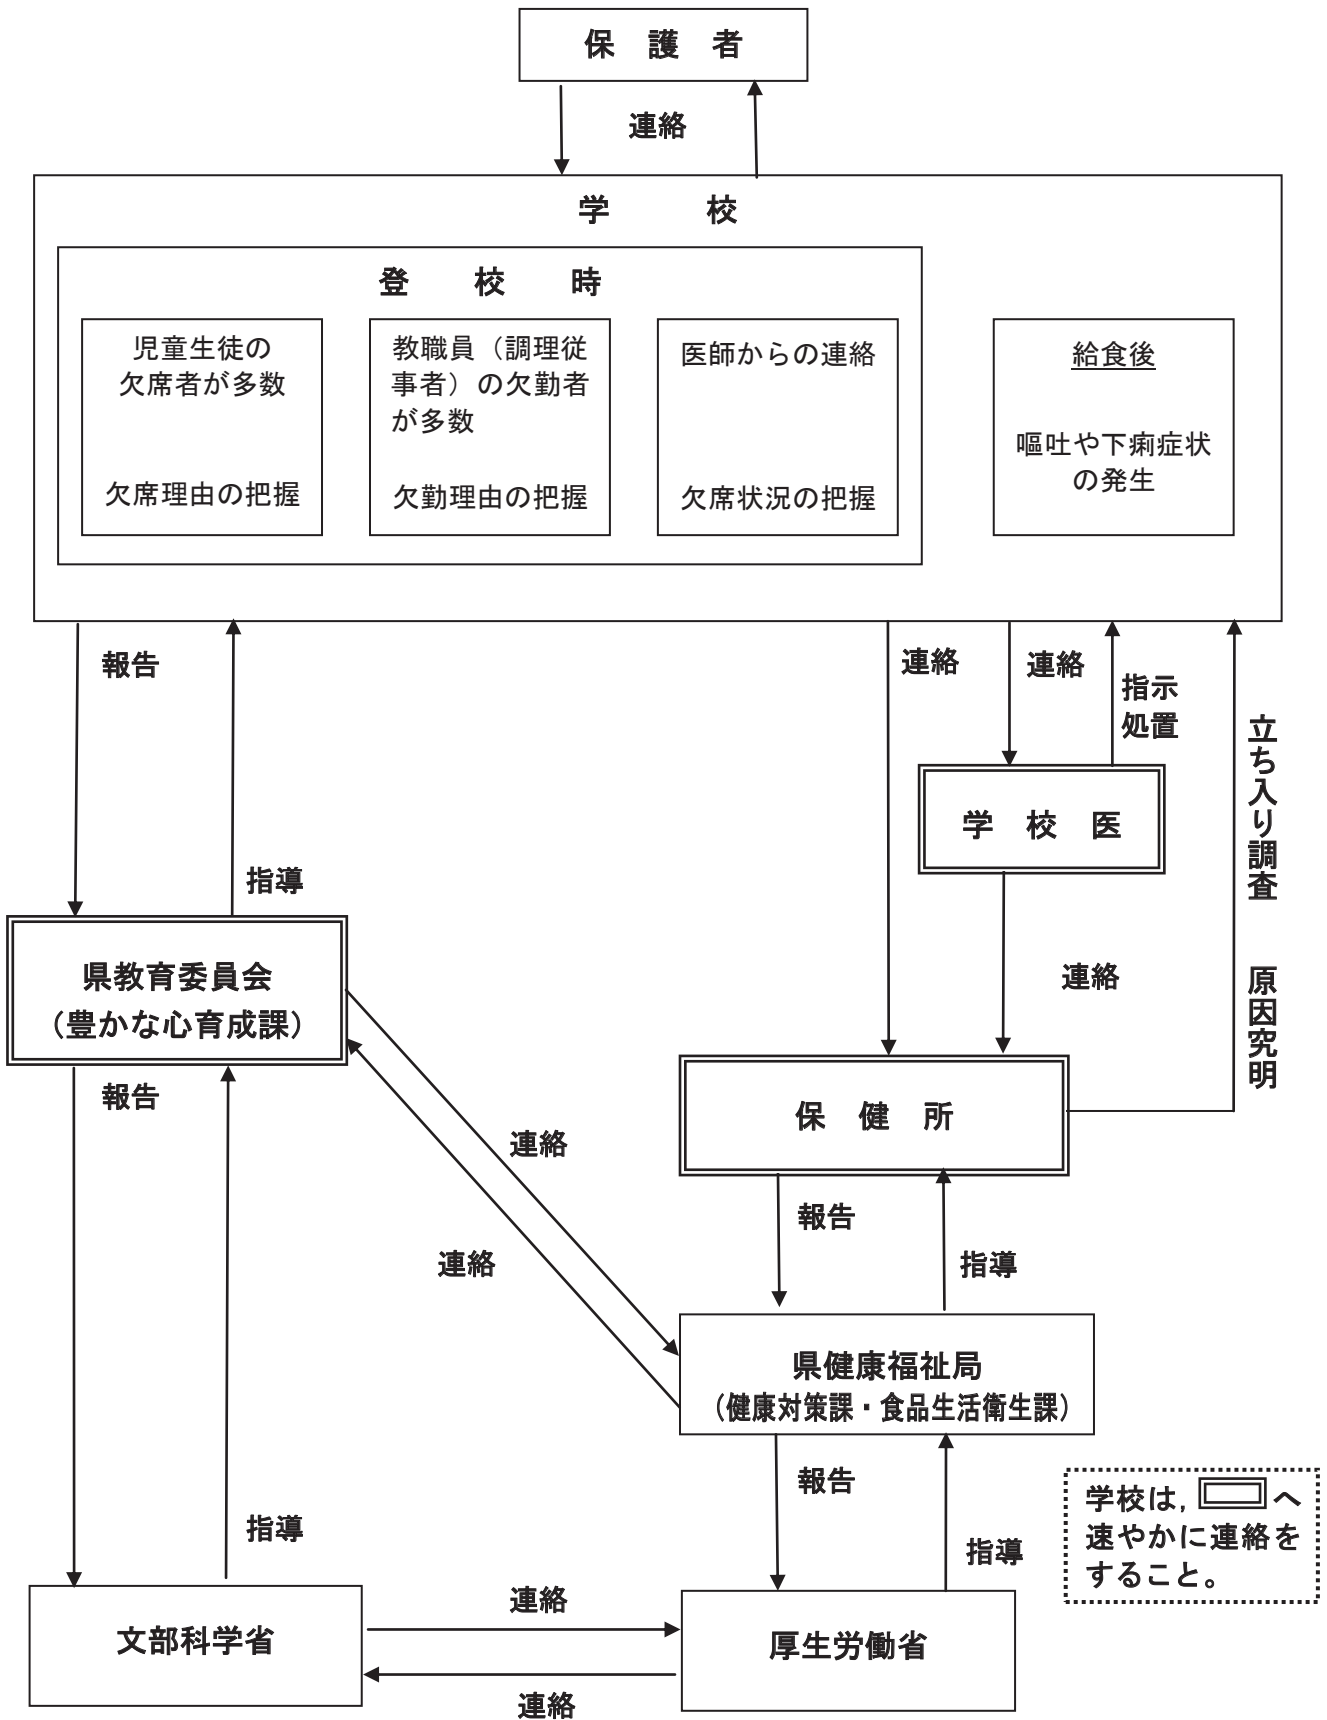 保　護　者
連絡
学　　　校
登　校　時
児童生徒の
欠席者が多数
欠席理由の把握
教職員（調理従
事者）の欠勤者
が多数
欠勤理由の把握
医師からの連絡
欠席状況の把握
給食後
嘔吐や下痢症状
の発生
報告
指導
連絡
連絡
指示
処置
立ち入り調査　原因究明
学　校　医
連絡
県教育委員会
（豊かな心育成課）
保　健　所
報告
指導
連絡
連絡
報告
指導
県健康福祉局
（健康対策課・食品生活衛生課）
報告
指導
学校は，　　へ
速やかに連絡を
すること。
文部科学省
連絡
連絡
厚生労働省